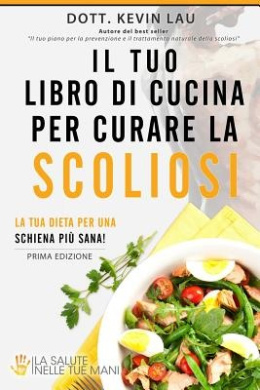 DOTT. KEVIN LAU
Autore del best seller
"Il tuo piano per la prevenzione e il trattamento naturale della Scoliosi"
IL TUO
LIBRO DI CUCINA
PER CURARE LA
SCOLIOSI
LA TUA DIETA PER UNA
SCHIENA PIÙ SANA!
PRIMA EDIZIONE
LA SALUTE
NELLE TUE MANI